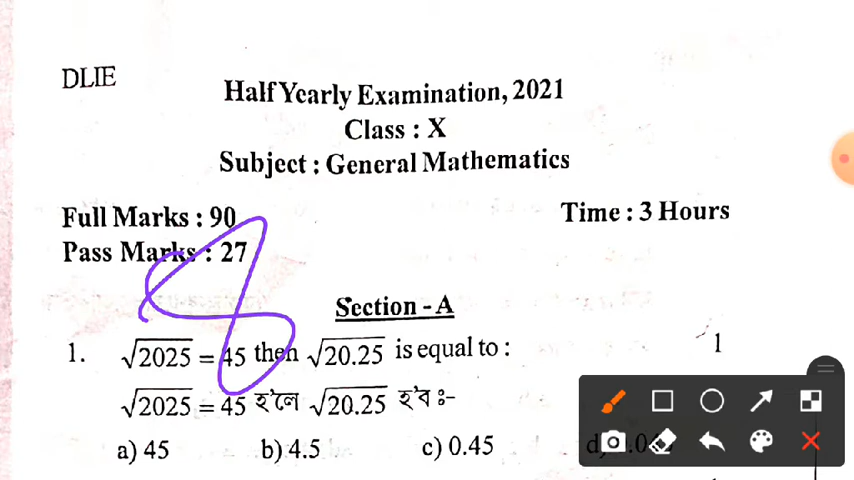 DLIE
Half Yearly Examination, 2021
Class : X
Subject : General Mathematics
Full Marks : 90
Time : 3 Hours
Pass Marks : 27
Section - A
1. √2025 = 45 then √20.25 is equal to : 1
√2025 = 45 হ'লে √20.25 হ'ব ঃ-
a) 45 b) 4.5 c) 0.45 d)